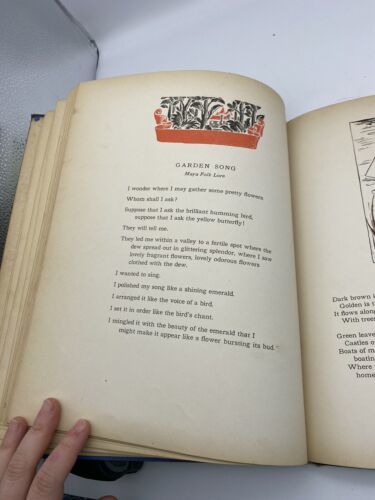 GARDEN SONG
Maya Folk Lore
I wonder where I may gather some pretty flowers
Whom shall I ask?
Suppose that I ask the brilliant humming bird,
suppose that I ask the yellow butterfly!
They will tell me.
They led me within a valley to a fertile spot where the
dew spread out in glittering splendor, where I saw
lovely fragrant flowers, lovely odorous flowers
clothed with the dew.
I wanted to sing.
I polished my song like a shining emerald.
I arranged it like the voice of a bird.
I set it in order like the bird's chant.
I mingled it with the beauty of the emerald that I
might make it appear like a flower bursting its bud.
Dark brown is
Golden is th
It flows along
With trees
Green leaves
Castles o
Boats of m
boating
Where
home